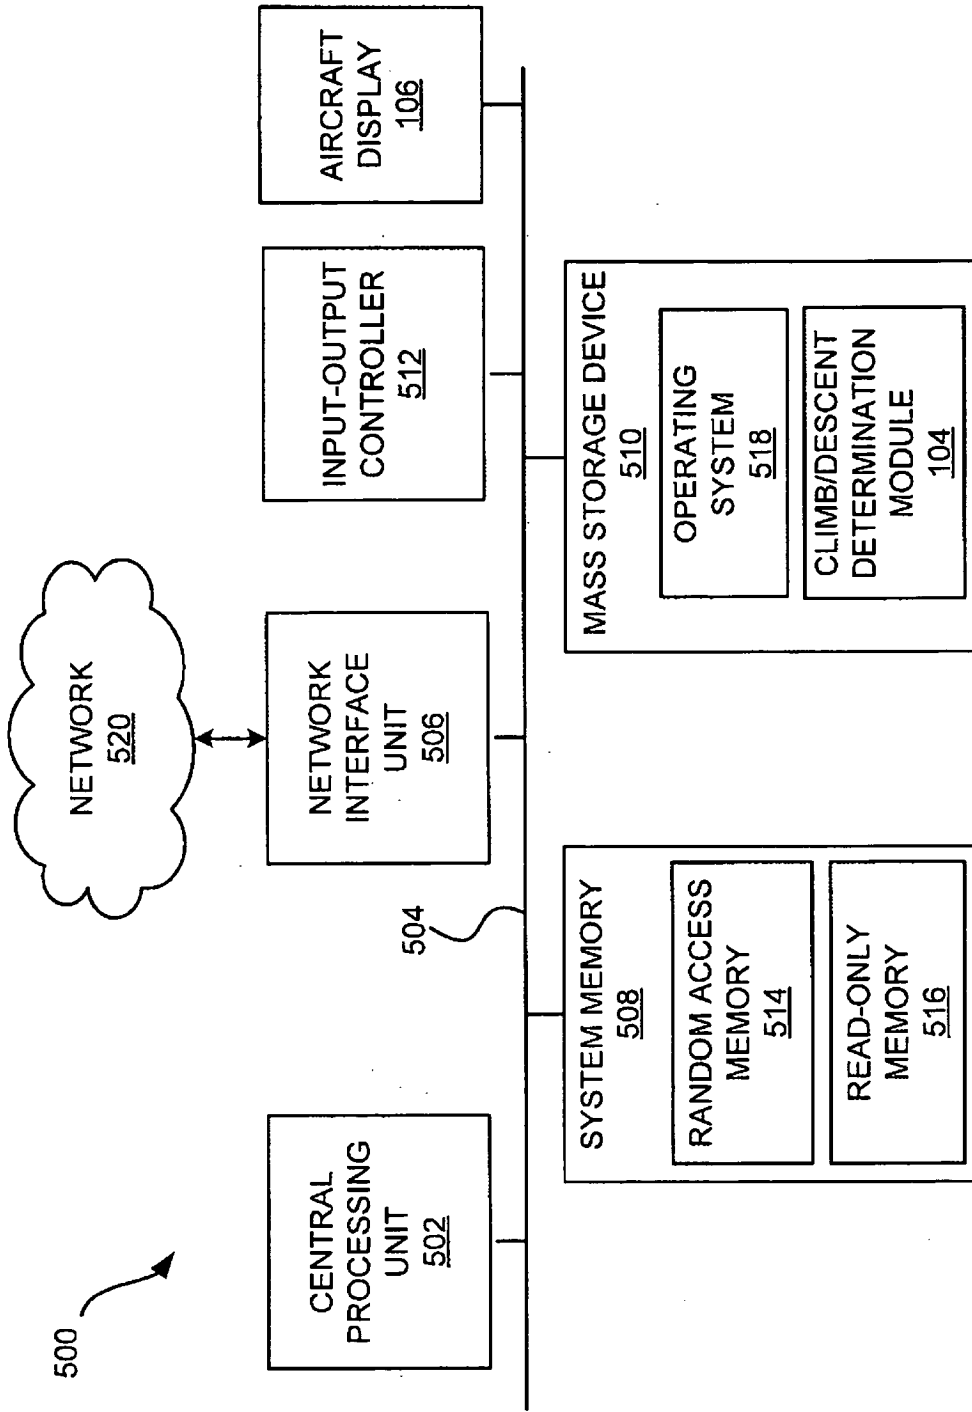 500
NETWORK
520
CENTRAL
PROCESSING
UNIT
502
NETWORK
INTERFACE
UNIT
506
INPUT-OUTPUT
CONTROLLER
512
AIRCRAFT
DISPLAY
106
504
SYSTEM MEMORY
508
RANDOM ACCESS
MEMORY
514
READ-ONLY
MEMORY
516
MASS STORAGE DEVICE
510
OPERATING
SYSTEM
518
CLIMB/DESCENT
DETERMINATION
MODULE
104